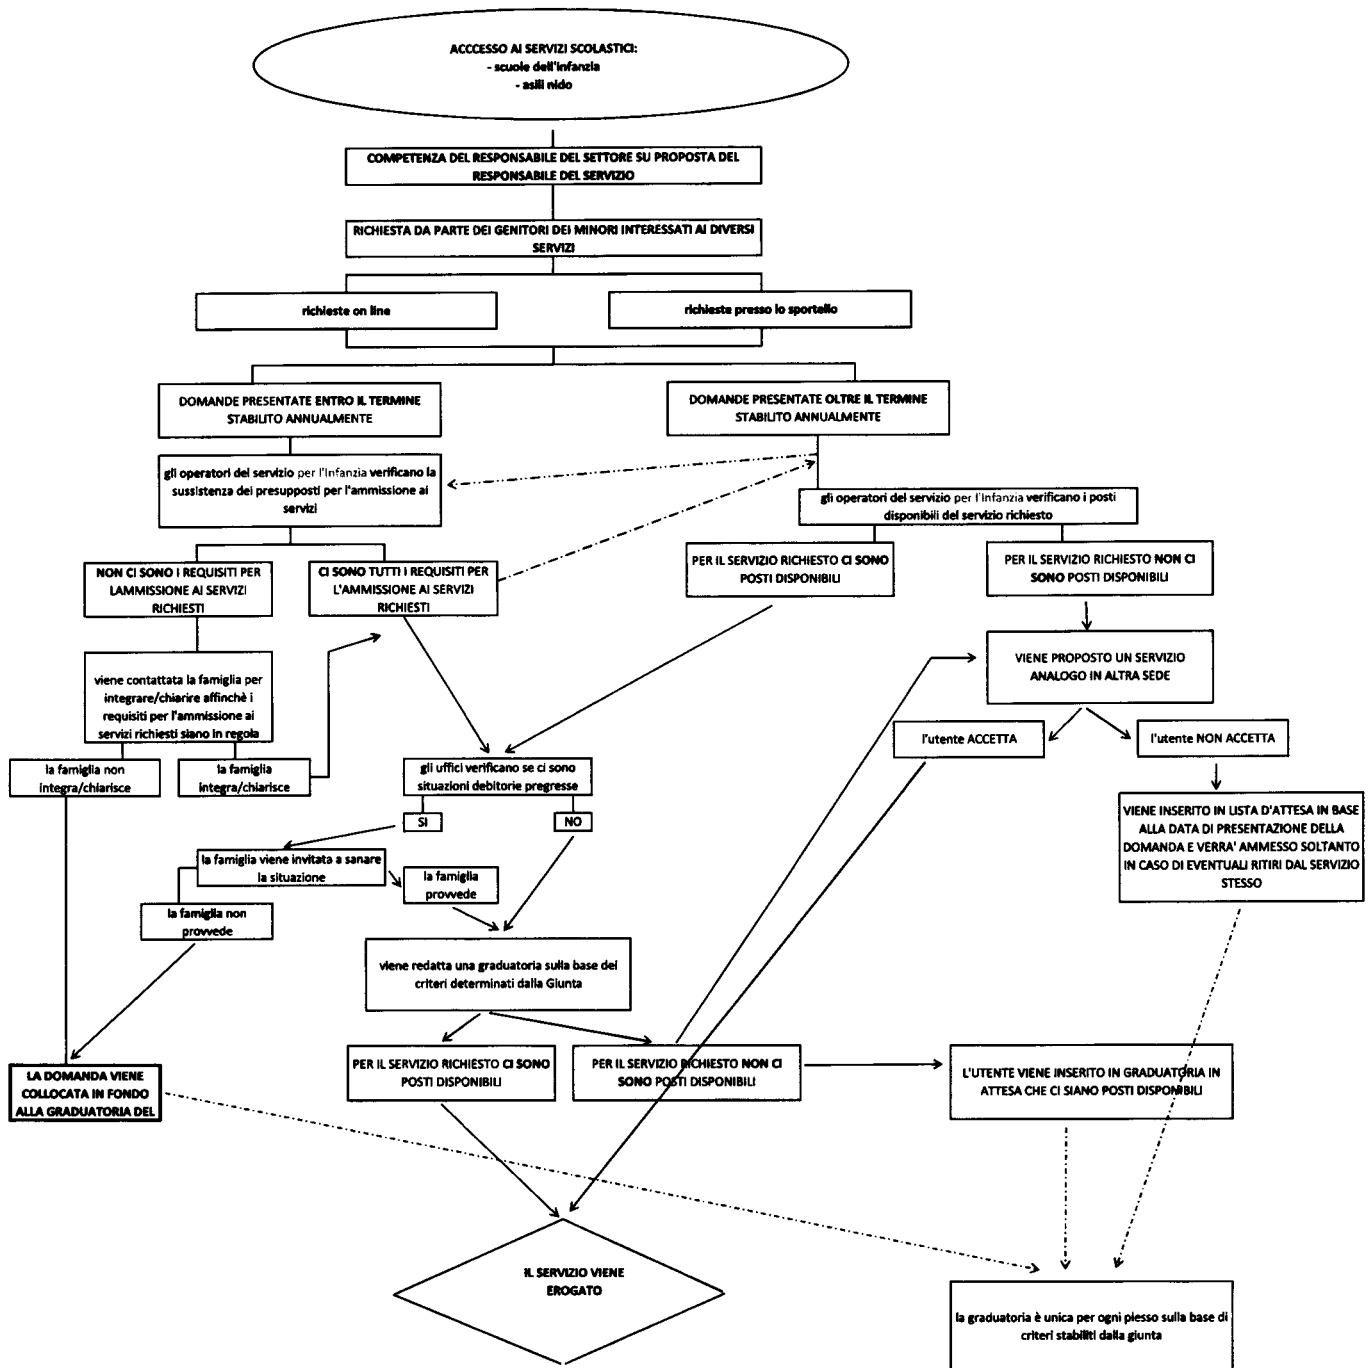 ACCCESSO AI SERVIZI SCOLASTICI:
- scuole dell'infanzia
- asili nido
COMPETENZA DEL RESPONSABILE DEL SETTORE SU PROPOSTA DEL
RESPONSABILE DEL SERVIZIO
RICHIESTA DA PARTE DEI GENITORI DEI MINORI INTERESSATI AI DIVERSI
SERVIZI
richieste on line
richieste presso lo sportello
DOMANDE PRESENTATE ENTRO IL TERMINE
STABILITO ANNUALMENTE
DOMANDE PRESENTATE OLTRE IL TERMINE
STABILITO ANNUALMENTE
gli operatori del servizio per l'Infanzia verificano la
sussistenza dei presupposti per l'ammissione ai
servizi
gli operatori del servizio per l'Infanzia verificano i posti
disponibili del servizio richiesto
NON CI SONO I REQUISITI PER
LAMMISSIONE AI SERVIZI
RICHIESTI
CI SONO TUTTI I REQUISITI PER
L'AMMISSIONE AI SERVIZI
RICHIESTI
PER IL SERVIZIO RICHIESTO CI SONO
POSTI DISPONIBILI
PER IL SERVIZIO RICHIESTO NON CI
SONO POSTI DISPONIBILI
viene contattata la famiglia per
integrare/chiarire affinchè i
requisiti per l'ammissione ai
servizi richiesti siano in regola
VIENE PROPOSTO UN SERVIZIO
ANALOGO IN ALTRA SEDE
l'utente ACCETTA
l'utente NON ACCETTA
la famiglia non
integra/chiarisce
la famiglia
integra/chiarisce
gli uffici verificano se ci sono
situazioni debitorie pregresse
SI
NO
VIENE INSERITO IN LISTA D'ATTESA IN BASE
ALLA DATA DI PRESENTAZIONE DELLA
DOMANDA E VERRA' AMMESSO SOLTANTO
IN CASO DI EVENTUALI RITIRI DAL SERVIZIO
STESSO
la famiglia viene invitata a sanare
la situazione
la famiglia
provvede
la famiglia non
provvede
viene redatta una graduatoria sulla base dei
criteri determinati dalla Giunta
PER IL SERVIZIO RICHIESTO CI SONO
POSTI DISPONIBILI
PER IL SERVIZIO RICHIESTO NON CI
SONO POSTI DISPONIBILI
L'UTENTE VIENE INSERITO IN GRADUATORIA IN
ATTESA CHE CI SIANO POSTI DISPONIBILI
LA DOMANDA VIENE
COLLOCATA IN FONDO
ALLA GRADUATORIA DEL
IL SERVIZIO VIENE
EROGATO
la graduatoria è unica per ogni plesso sulla base di
criteri stabiliti dalla giunta